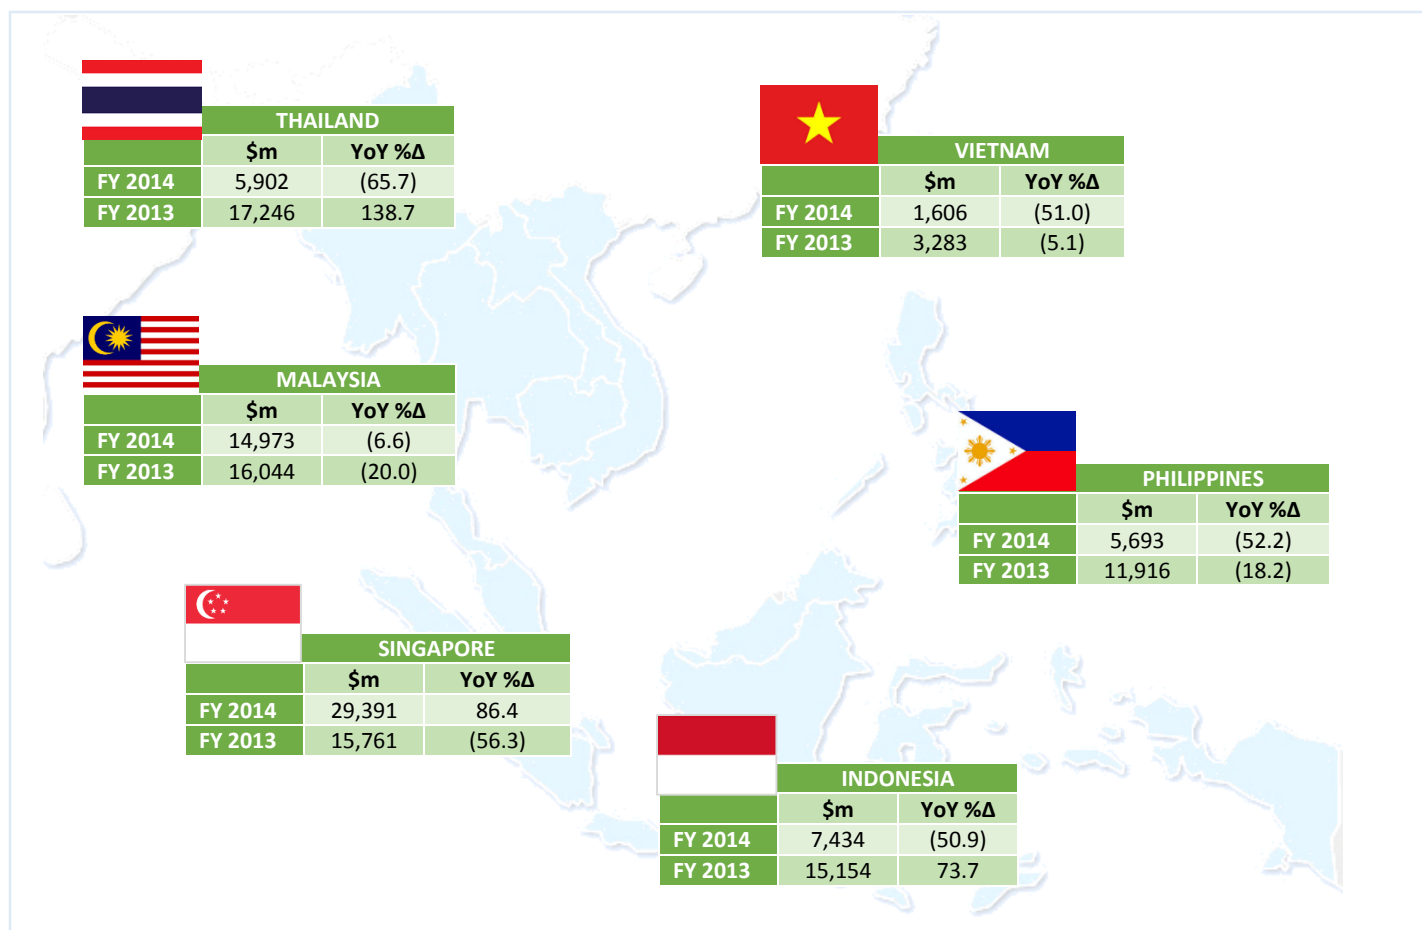 THAILAND
$m YoY %Δ
FY 2014 5,902 (65.7)
FY 2013 17,246 138.7
VIETNAM
$m YoY %Δ
FY 2014 1,606 (51.0)
FY 2013 3,283 (5.1)
MALAYSIA
$m YoY %Δ
FY 2014 14,973 (6.6)
FY 2013 16,044 (20.0)
PHILIPPINES
$m YoY %Δ
FY 2014 5,693 (52.2)
FY 2013 11,916 (18.2)
SINGAPORE
$m YoY %Δ
FY 2014 29,391 86.4
FY 2013 15,761 (56.3)
INDONESIA
$m YoY %Δ
FY 2014 7,434 (50.9)
FY 2013 15,154 73.7